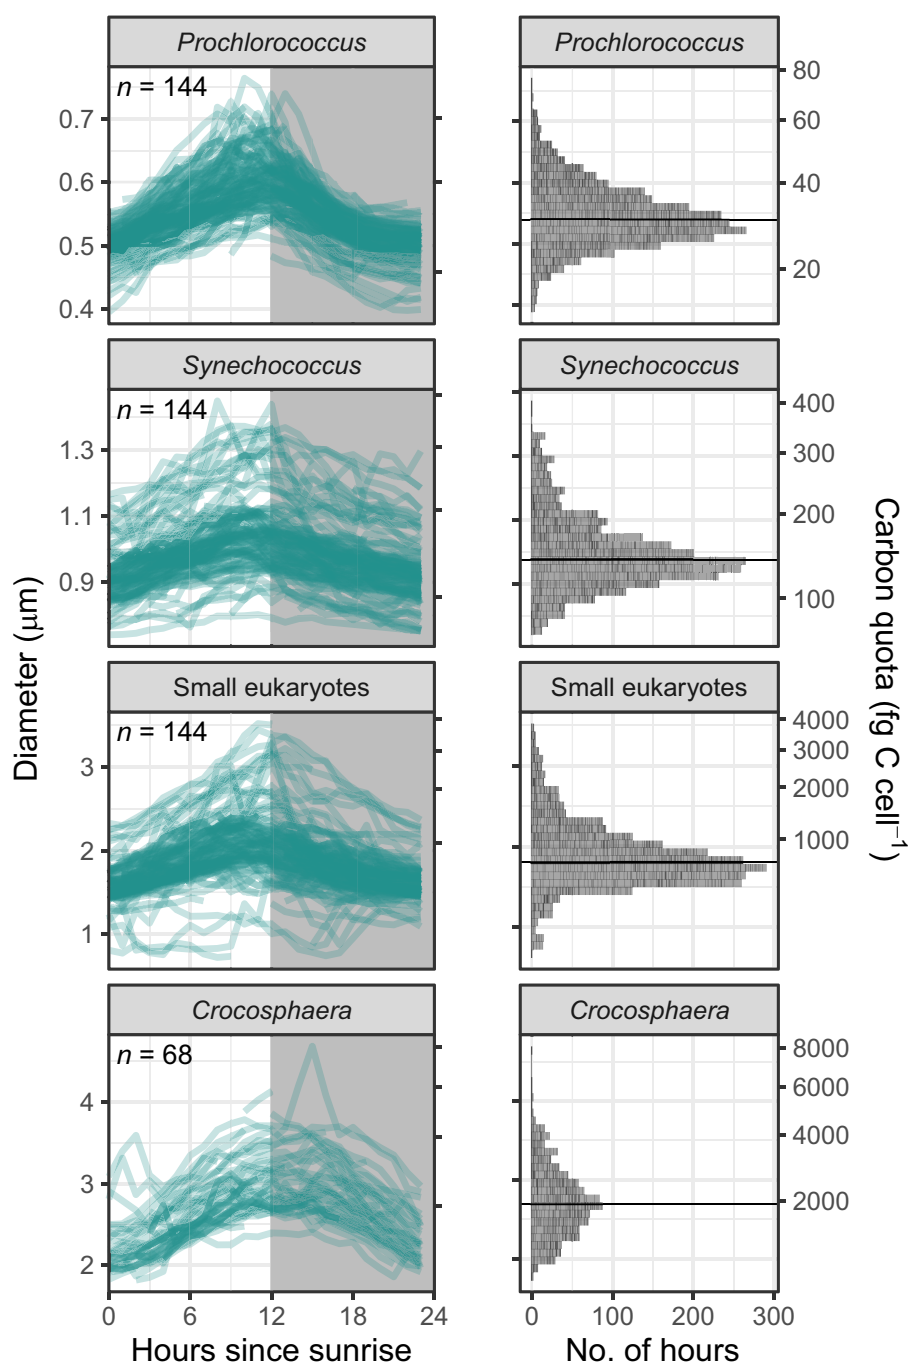 Prochlorococcus
Prochlorococcus
n = 144
0.7
0.6
0.5
0.4
80
60
40
20
Synechococcus
Synechococcus
n = 144
1.3
1.1
0.9
400
300
200
100
Small eukaryotes
Small eukaryotes
n = 144
3
2
1
4000
3000
2000
1000
Crocosphaera
Crocosphaera
n = 68
4
3
2
8000
6000
4000
2000
0 6 12 18 24
0 100 200 300
Hours since sunrise
No. of hours
Diameter (μm)
Carbon quota (fg C cell⁻¹)